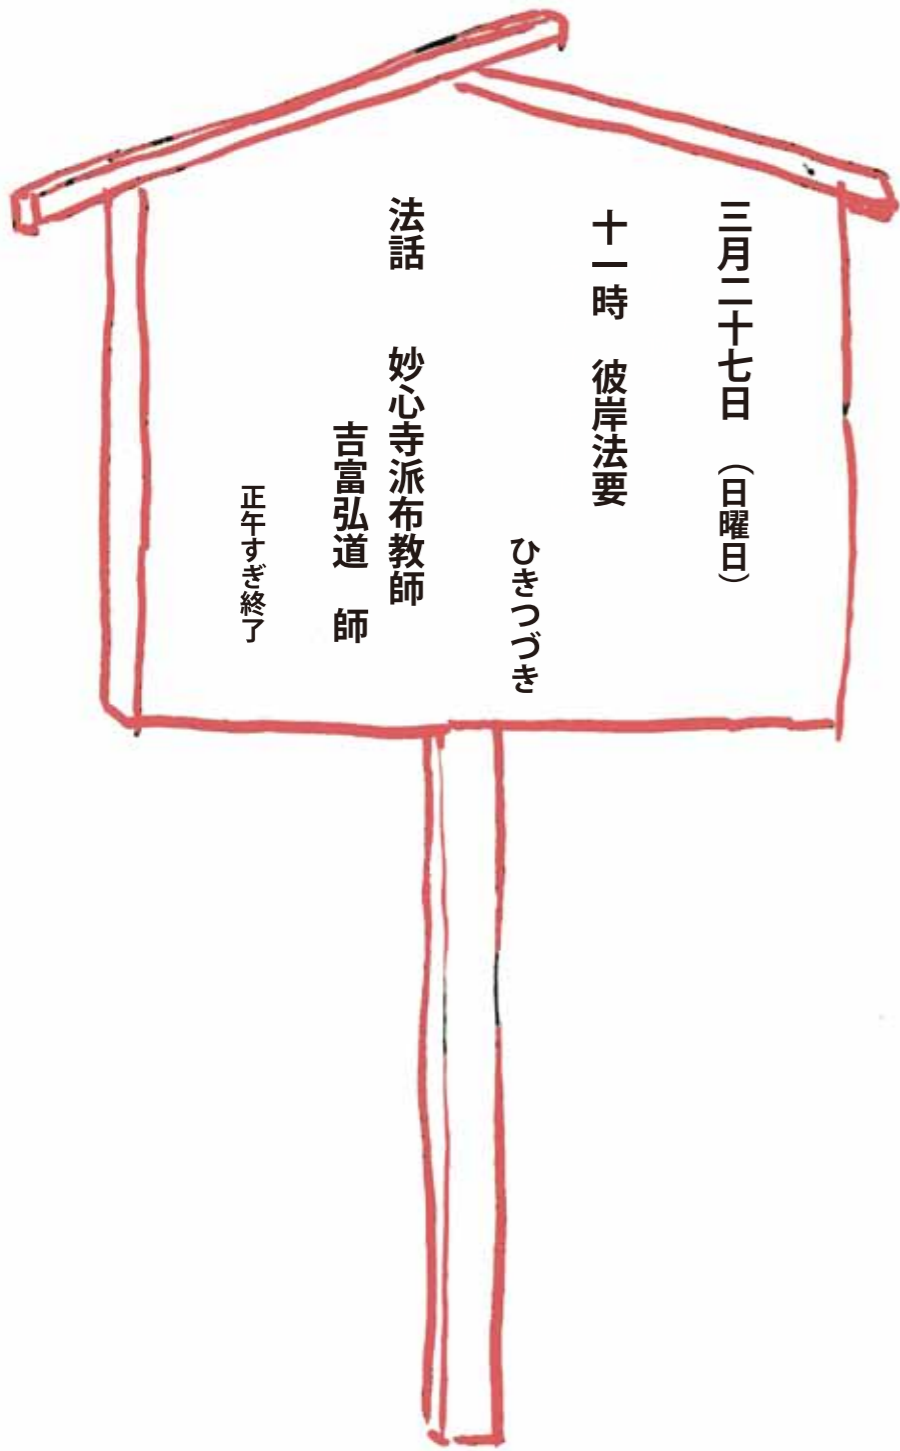 三月二十七日　（日曜日）
十一時　彼岸法要
ひきつづき
法話　　妙心寺派布教師
吉富弘道　師
正午すぎ終了